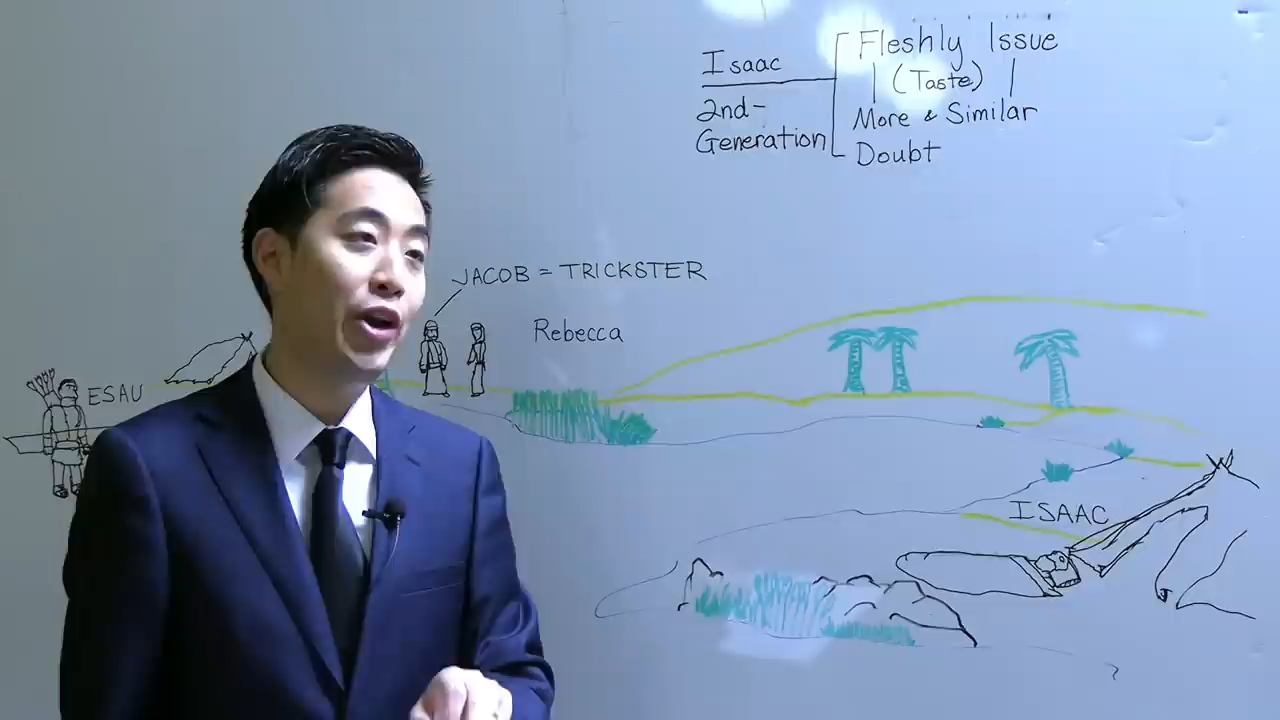 Isaac
2nd-
Generation
Fleshly Issue
(Taste)
More & Similar
Doubt
JACOB = TRICKSTER
Rebecca
ESAU
ISAAC